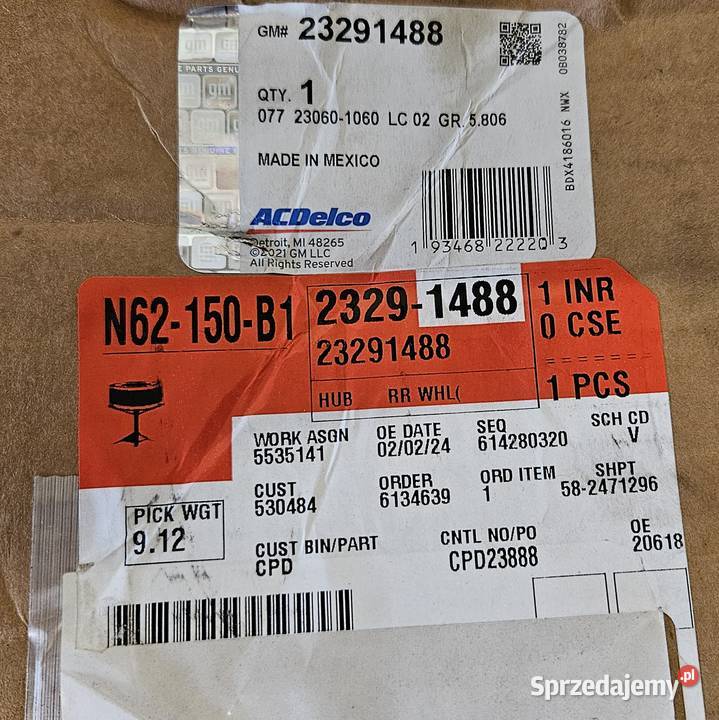 GM# 23291488
QTY. 1
077 23060-1060 LC 02 GR. 5.806
MADE IN MEXICO
ACDelco
Detroit, MI 48265
©2021 GM LLC
All Rights Reserved
1 93468 22220 3
BDX4186016 NWX 0B038782
gm
PARTS GENU
N62-150-B1
2329-1488
23291488
HUB RR WHL(
1 INR
0 CSE
1 PCS
WORK ASGN
5535141
OE DATE
02/02/24
SEQ
614280320
SCH CD
V
CUST
530484
ORDER
6134639
ORD ITEM
1
SHPT
58-2471296
PICK WGT
9.12
CUST BIN/PART
CPD
CNTL NO/PO
CPD23888
OE
20618
Sprzedajemy.pl